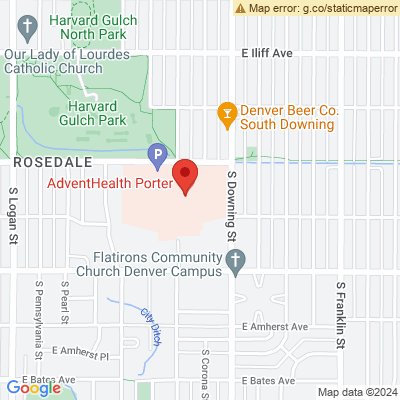 Map error: g.co/staticmaperror
Harvard Gulch
North Park
E Iliff Ave
Our Lady of Lourdes
Catholic Church
Harvard
Gulch Park
Denver Beer Co.
South Downing
ROSEDALE
P
AdventHealth Porter
S Logan St
S Downing St
Flatirons Community
Church Denver Campus
S Pennsylvania St
S Pearl St
City Ditch
S Franklin St
E Amherst Ave
E Amherst Pl
S Corona St
E Bates Ave
E Bates Ave
Google
Map data ©2024